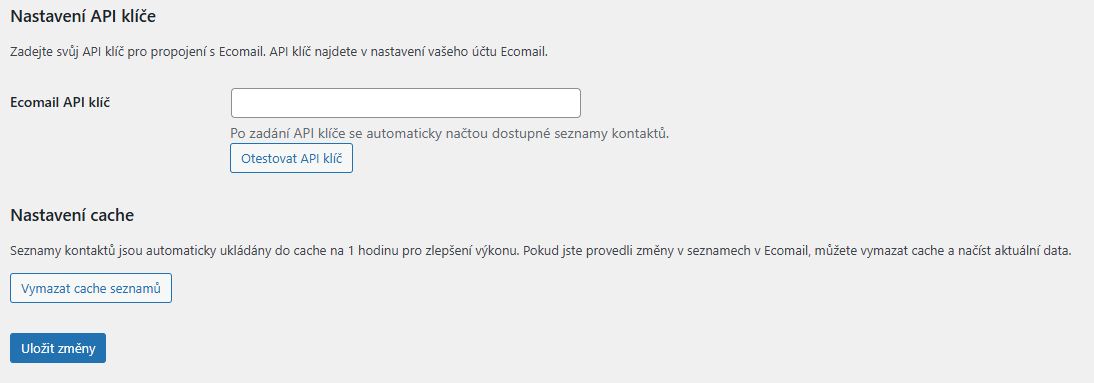 Nastavení API klíče
Zadejte svůj API klíč pro propojení s Ecomail. API klíč najdete v nastavení vašeho účtu Ecomail.
Ecomail API klíč
Po zadání API klíče se automaticky načtou dostupné seznamy kontaktů.
Otestovat API klíč
Nastavení cache
Seznamy kontaktů jsou automaticky ukládány do cache na 1 hodinu pro zlepšení výkonu. Pokud jste provedli změny v seznamech v Ecomail, můžete vymazat cache a načíst aktuální data.
Vymazat cache seznamů
Uložit změny